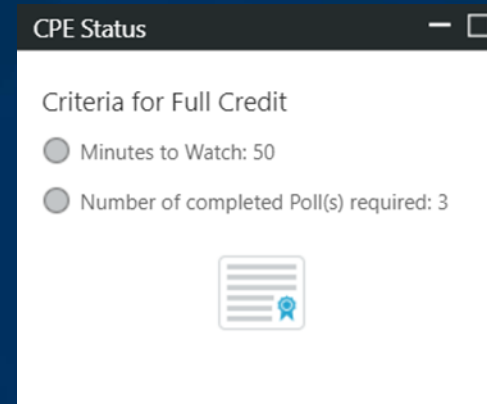 CPE Status
Criteria for Full Credit
Minutes to Watch: 50
Number of completed Poll(s) required: 3